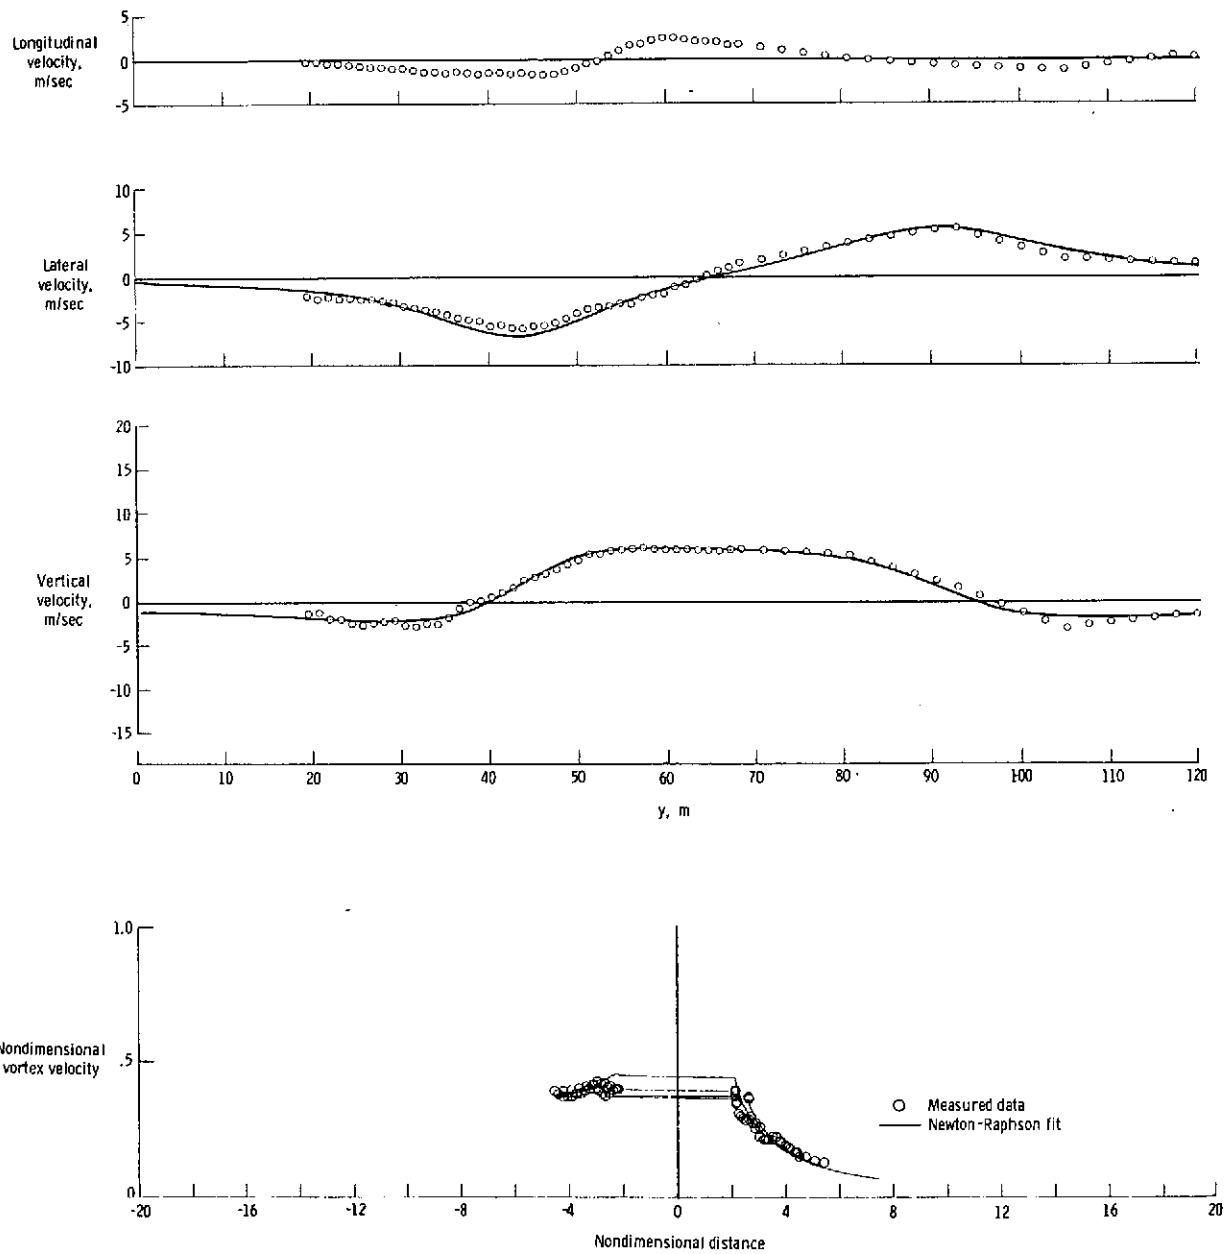 5
Longitudinal
velocity,
m/sec
0
-5
10
5
Lateral
velocity,
m/sec
0
-5
-10
20
15
10
5
Vertical
velocity,
m/sec
0
-5
-10
-15
0 10 20 30 40 50 60 70 80 90 100 110 120
y, m
1.0
Nondimensional
vortex velocity
.5
0
Measured data
Newton-Raphson fit
-20 -16 -12 -8 -4 0 4 8 12 16 20
Nondimensional distance